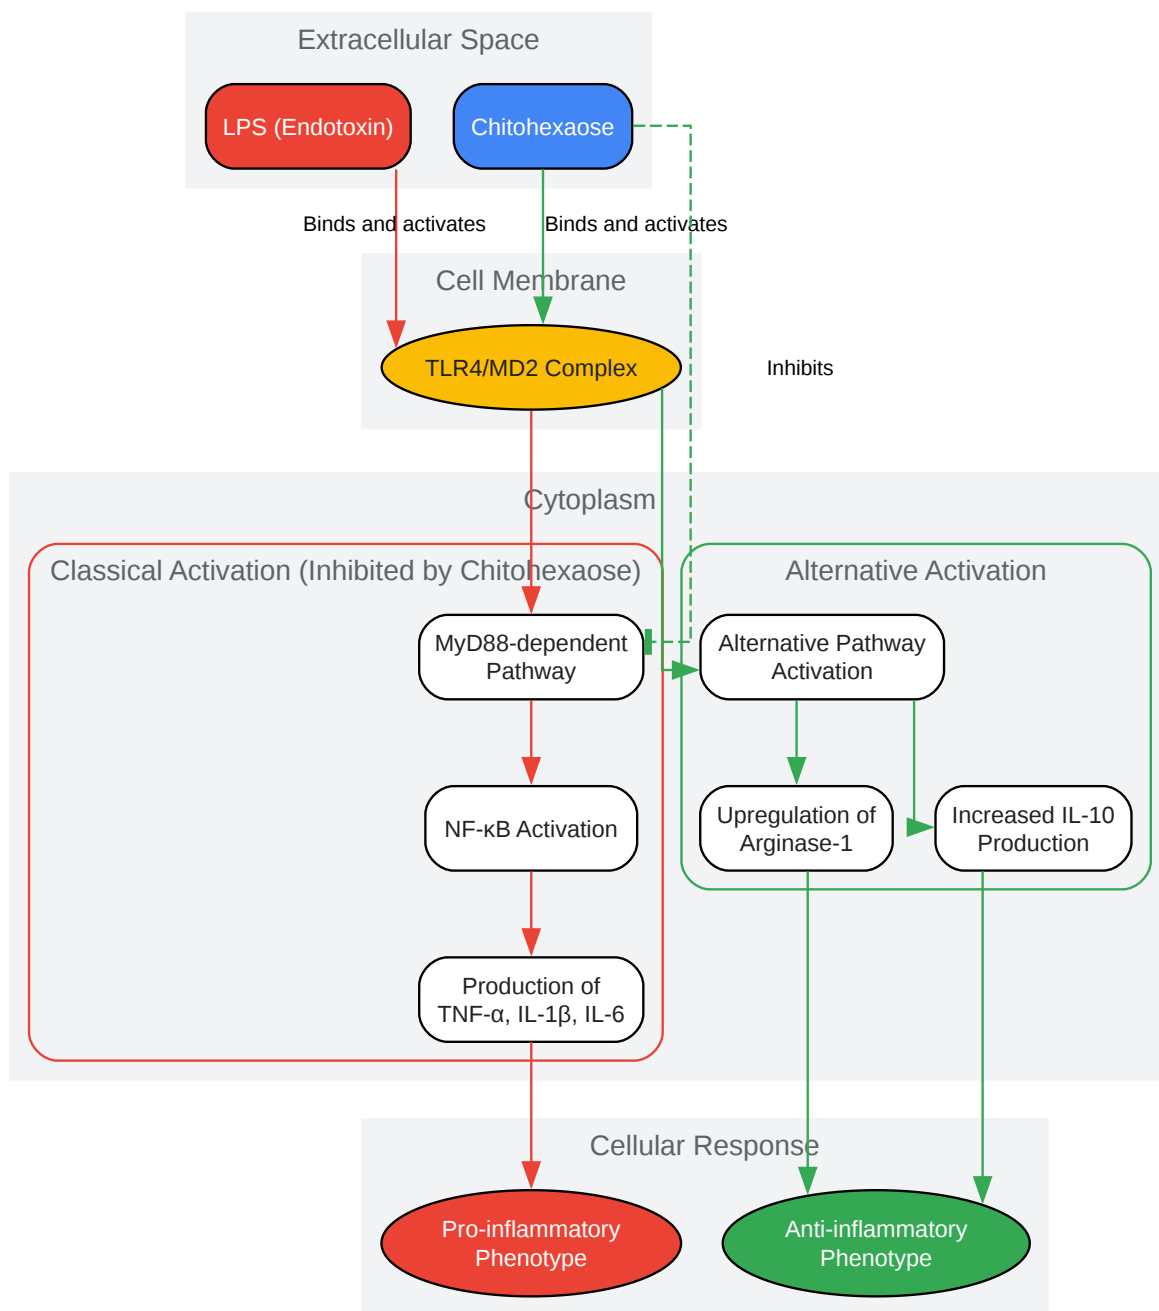 Extracellular Space
LPS (Endotoxin)
Chitohexaose
Binds and activates
Binds and activates
Cell Membrane
TLR4/MD2 Complex
Inhibits
Cytoplasm
Classical Activation (Inhibited by Chitohexaose)
Alternative Activation
MyD88-dependent
Pathway
Alternative Pathway
Activation
NF-κB Activation
Upregulation of
Arginase-1
Increased IL-10
Production
Production of
TNF-α, IL-1β, IL-6
Cellular Response
Pro-inflammatory
Phenotype
Anti-inflammatory
Phenotype